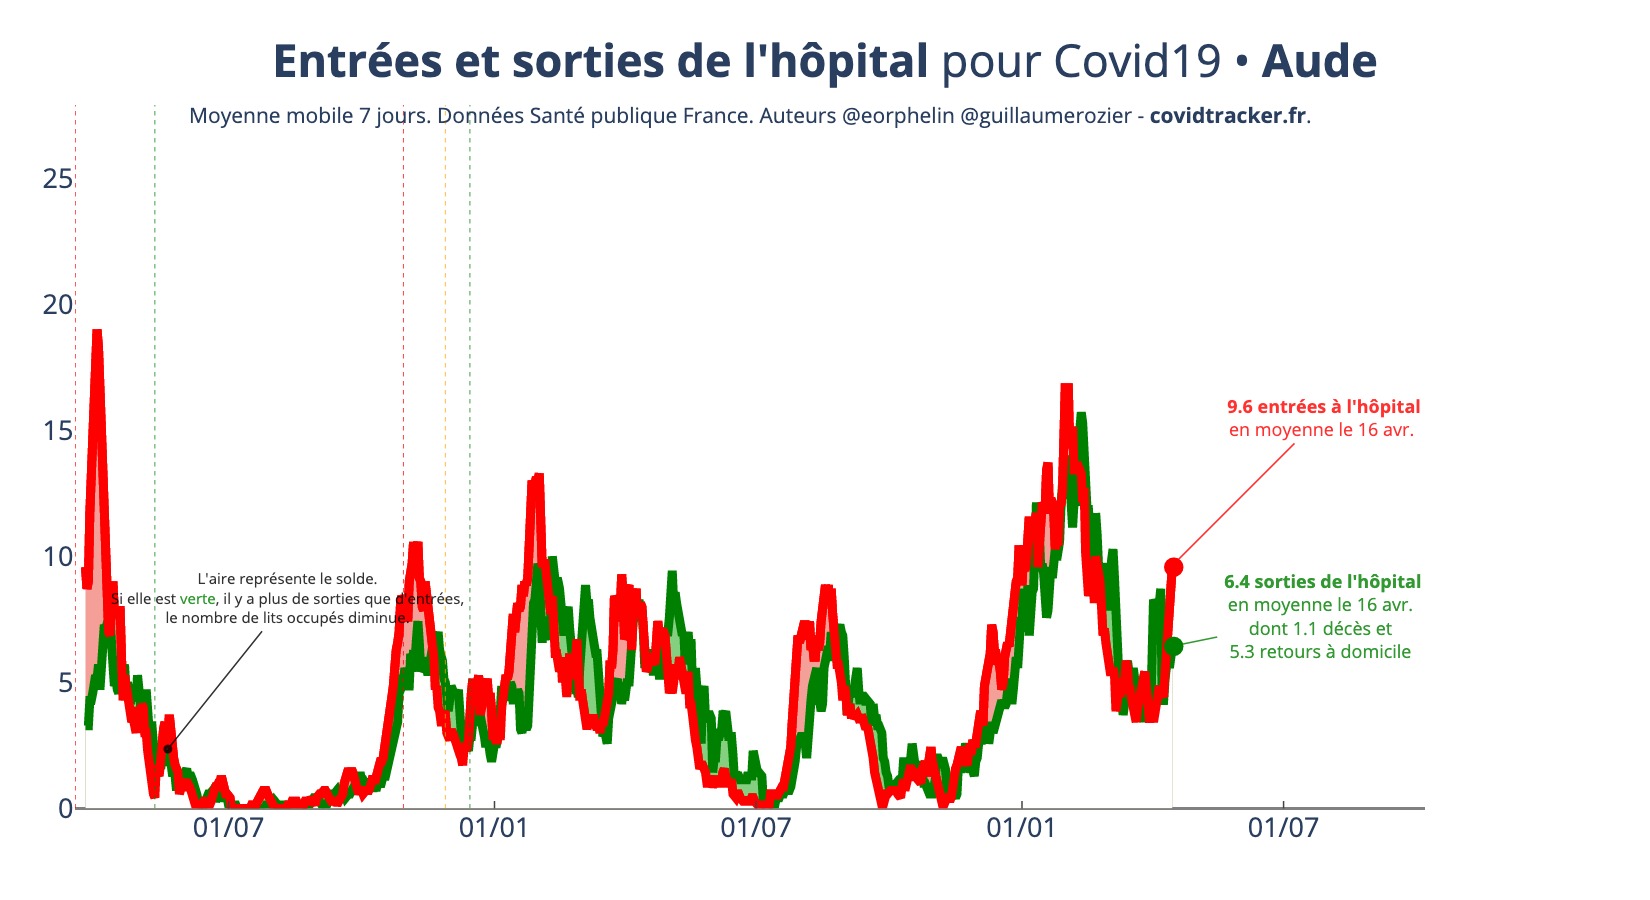 Entrées et sorties de l'hôpital pour Covid19 • Aude
Moyenne mobile 7 jours. Données Santé publique France. Auteurs @eorphelin @guillaumerozier - covidtracker.fr.
25
20
15
10
5
0
L'aire représente le solde.
Si elle est verte, il y a plus de sorties que d'entrées,
le nombre de lits occupés diminue.
9.6 entrées à l'hôpital
en moyenne le 16 avr.
6.4 sorties de l'hôpital
en moyenne le 16 avr.
dont 1.1 décès et
5.3 retours à domicile
01/07
01/01
01/07
01/01
01/07